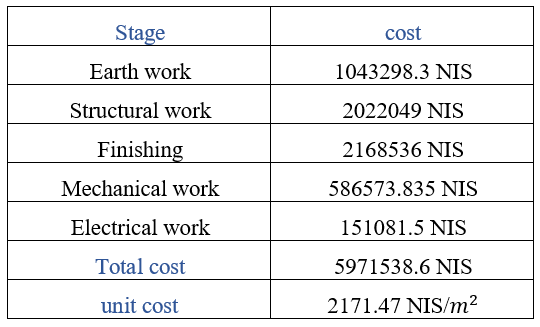 Stage cost
Earth work 1043298.3 NIS
Structural work 2022049 NIS
Finishing 2168536 NIS
Mechanical work 586573.835 NIS
Electrical work 151081.5 NIS
Total cost 5971538.6 NIS
unit cost 2171.47 NIS/m²